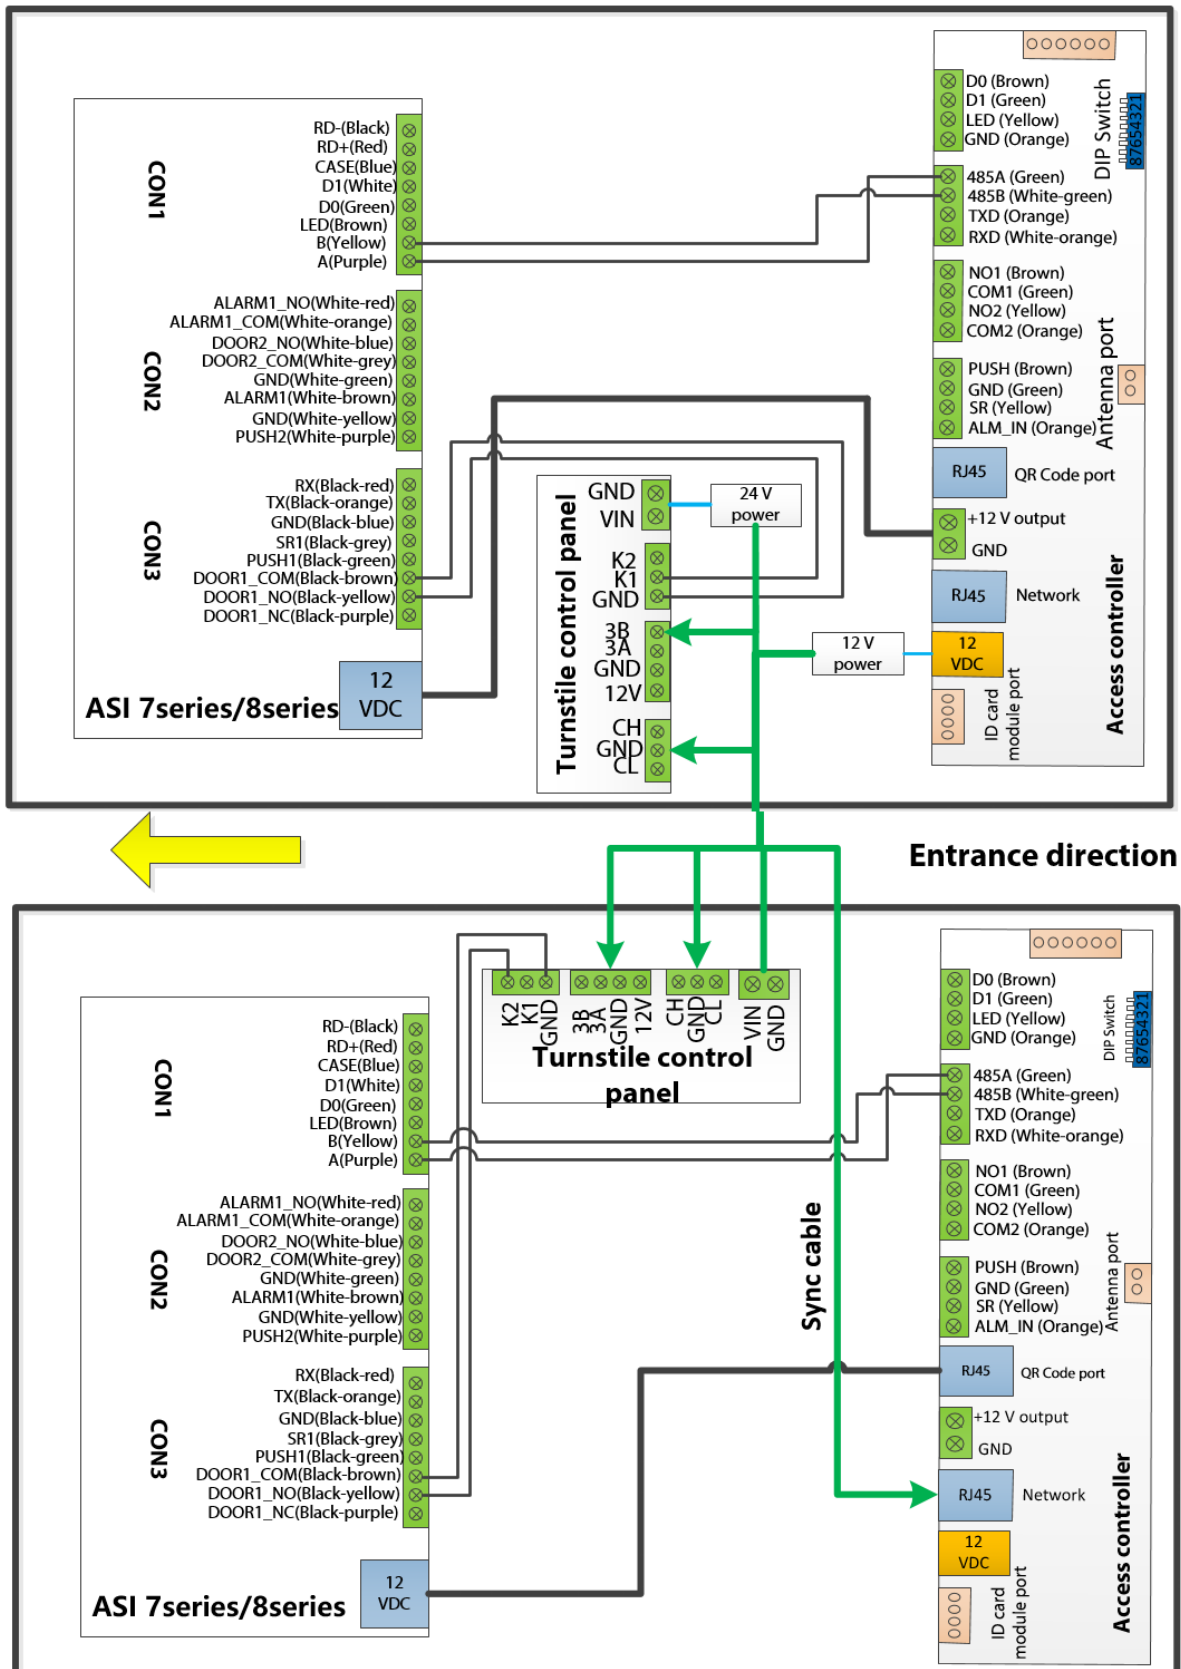 CON1
RD-(Black)
RD+(Red)
CASE(Blue)
D1(White)
D0(Green)
LED(Brown)
B(Yellow)
A(Purple)
CON2
ALARM1_NO(White-red)
ALARM1_COM(White-orange)
DOOR2_NO(White-blue)
DOOR2_COM(White-grey)
GND(White-green)
ALARM1(White-brown)
GND(White-yellow)
PUSH2(White-purple)
CON3
RX(Black-red)
TX(Black-orange)
GND(Black-blue)
SR1(Black-grey)
PUSH1(Black-green)
DOOR1_COM(Black-brown)
DOOR1_NO(Black-yellow)
DOOR1_NC(Black-purple)
12
VDC
ASI 7series/8series
Turnstile control panel
GND
VIN
K2
K1
GND
3B
3A
GND
12V
CH
GND
CL
24 V
power
12 V
power
D0 (Brown)
D1 (Green)
LED (Yellow)
GND (Orange)
DIP Switch
87654321
485A (Green)
485B (White-green)
TXD (Orange)
RXD (White-orange)
NO1 (Brown)
COM1 (Green)
NO2 (Yellow)
COM2 (Orange)
PUSH (Brown)
GND (Green)
SR (Yellow)
ALM_IN (Orange)
Antenna port
RJ45
QR Code port
+12 V output
GND
RJ45
Network
12
VDC
ID card
module port
Access controller
Entrance direction
K2
K1
GND
3B
3A
GND
12V
CH
GND
CL
VIN
GND
Turnstile control
panel
CON1
RD-(Black)
RD+(Red)
CASE(Blue)
D1(White)
D0(Green)
LED(Brown)
B(Yellow)
A(Purple)
CON2
ALARM1_NO(White-red)
ALARM1_COM(White-orange)
DOOR2_NO(White-blue)
DOOR2_COM(White-grey)
GND(White-green)
ALARM1(White-brown)
GND(White-yellow)
PUSH2(White-purple)
CON3
RX(Black-red)
TX(Black-orange)
GND(Black-blue)
SR1(Black-grey)
PUSH1(Black-green)
DOOR1_COM(Black-brown)
DOOR1_NO(Black-yellow)
DOOR1_NC(Black-purple)
12
VDC
ASI 7series/8series
Sync cable
D0 (Brown)
D1 (Green)
LED (Yellow)
GND (Orange)
DIP Switch
87654321
485A (Green)
485B (White-green)
TXD (Orange)
RXD (White-orange)
NO1 (Brown)
COM1 (Green)
NO2 (Yellow)
COM2 (Orange)
PUSH (Brown)
GND (Green)
SR (Yellow)
ALM_IN (Orange)
Antenna port
RJ45
QR Code port
+12 V output
GND
RJ45
Network
12
VDC
ID card
module port
Access controller